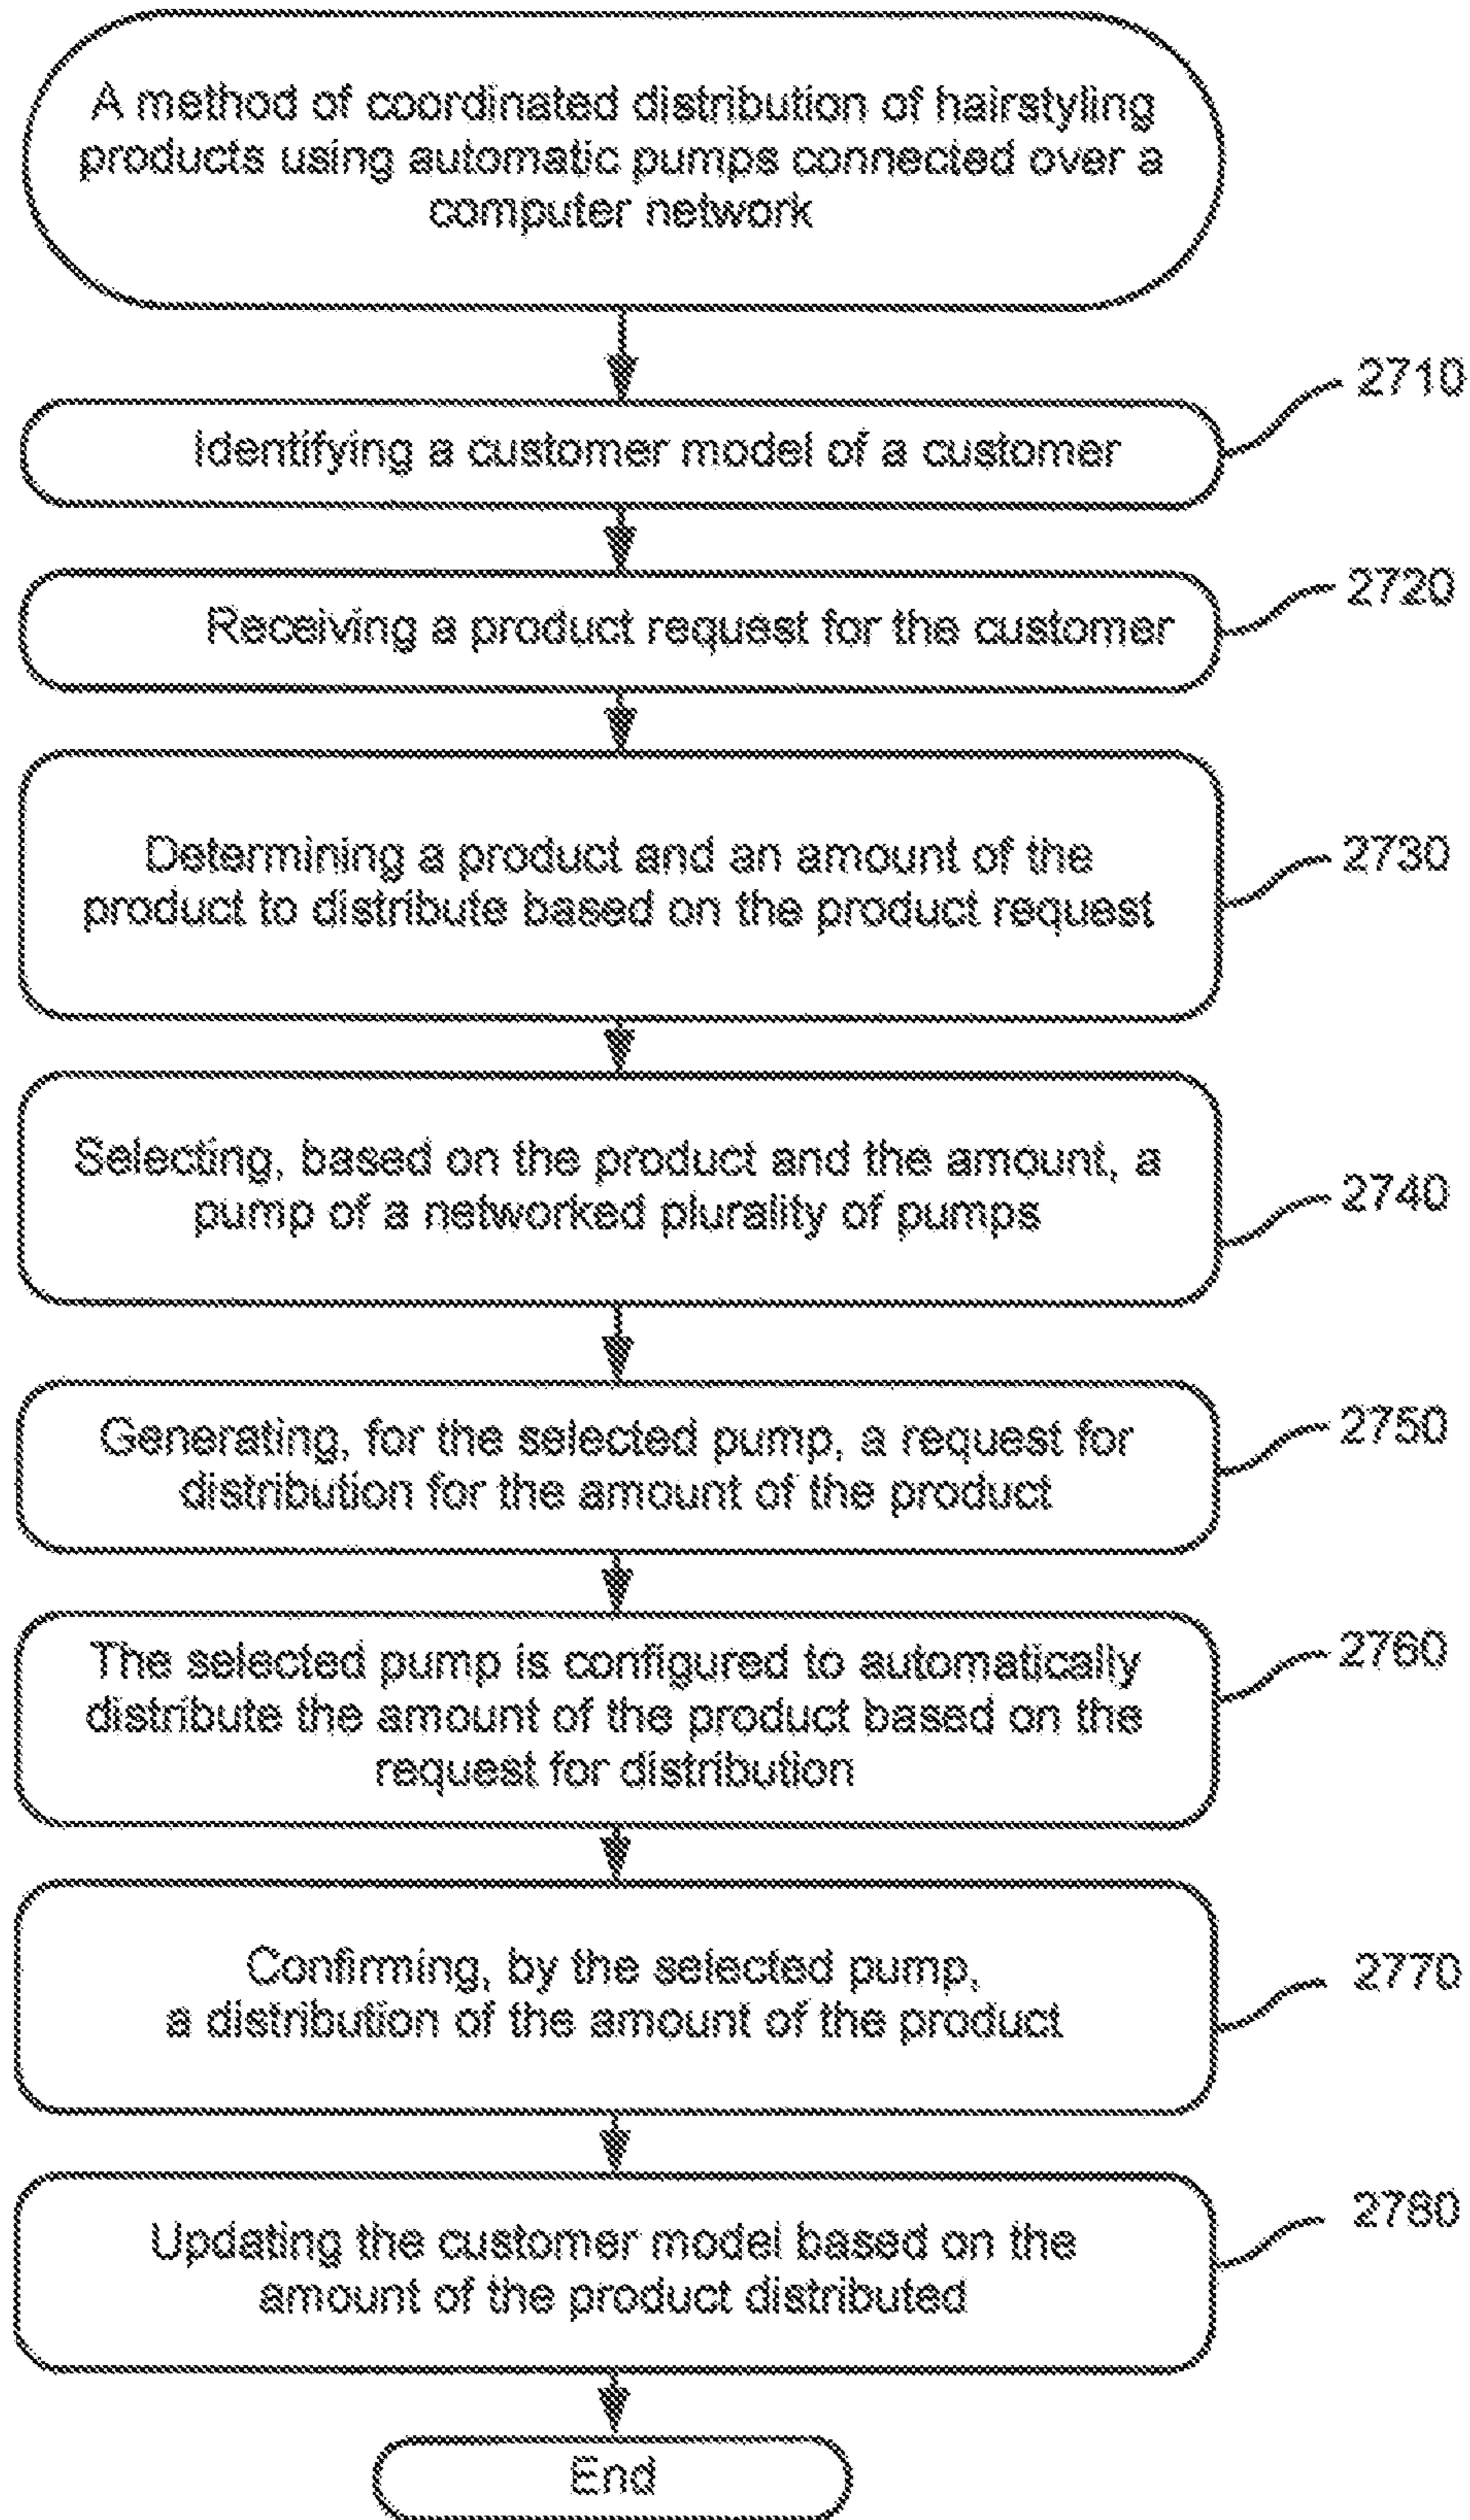 A method of coordinated distribution of hairstyling
products using automatic pumps connected over a
computer network
Identifying a customer model of a customer
2710
Receiving a product request for the customer
2720
Determining a product and an amount of the
product to distribute based on the product request
2730
Selecting, based on the product and the amount, a
pump of a networked plurality of pumps
2740
Generating, for the selected pump, a request for
distribution for the amount of the product
2750
The selected pump is configured to automatically
distribute the amount of the product based on the
request for distribution
2760
Confirming, by the selected pump,
a distribution of the amount of the product
2770
Updating the customer model based on the
amount of the product distributed
2780
End